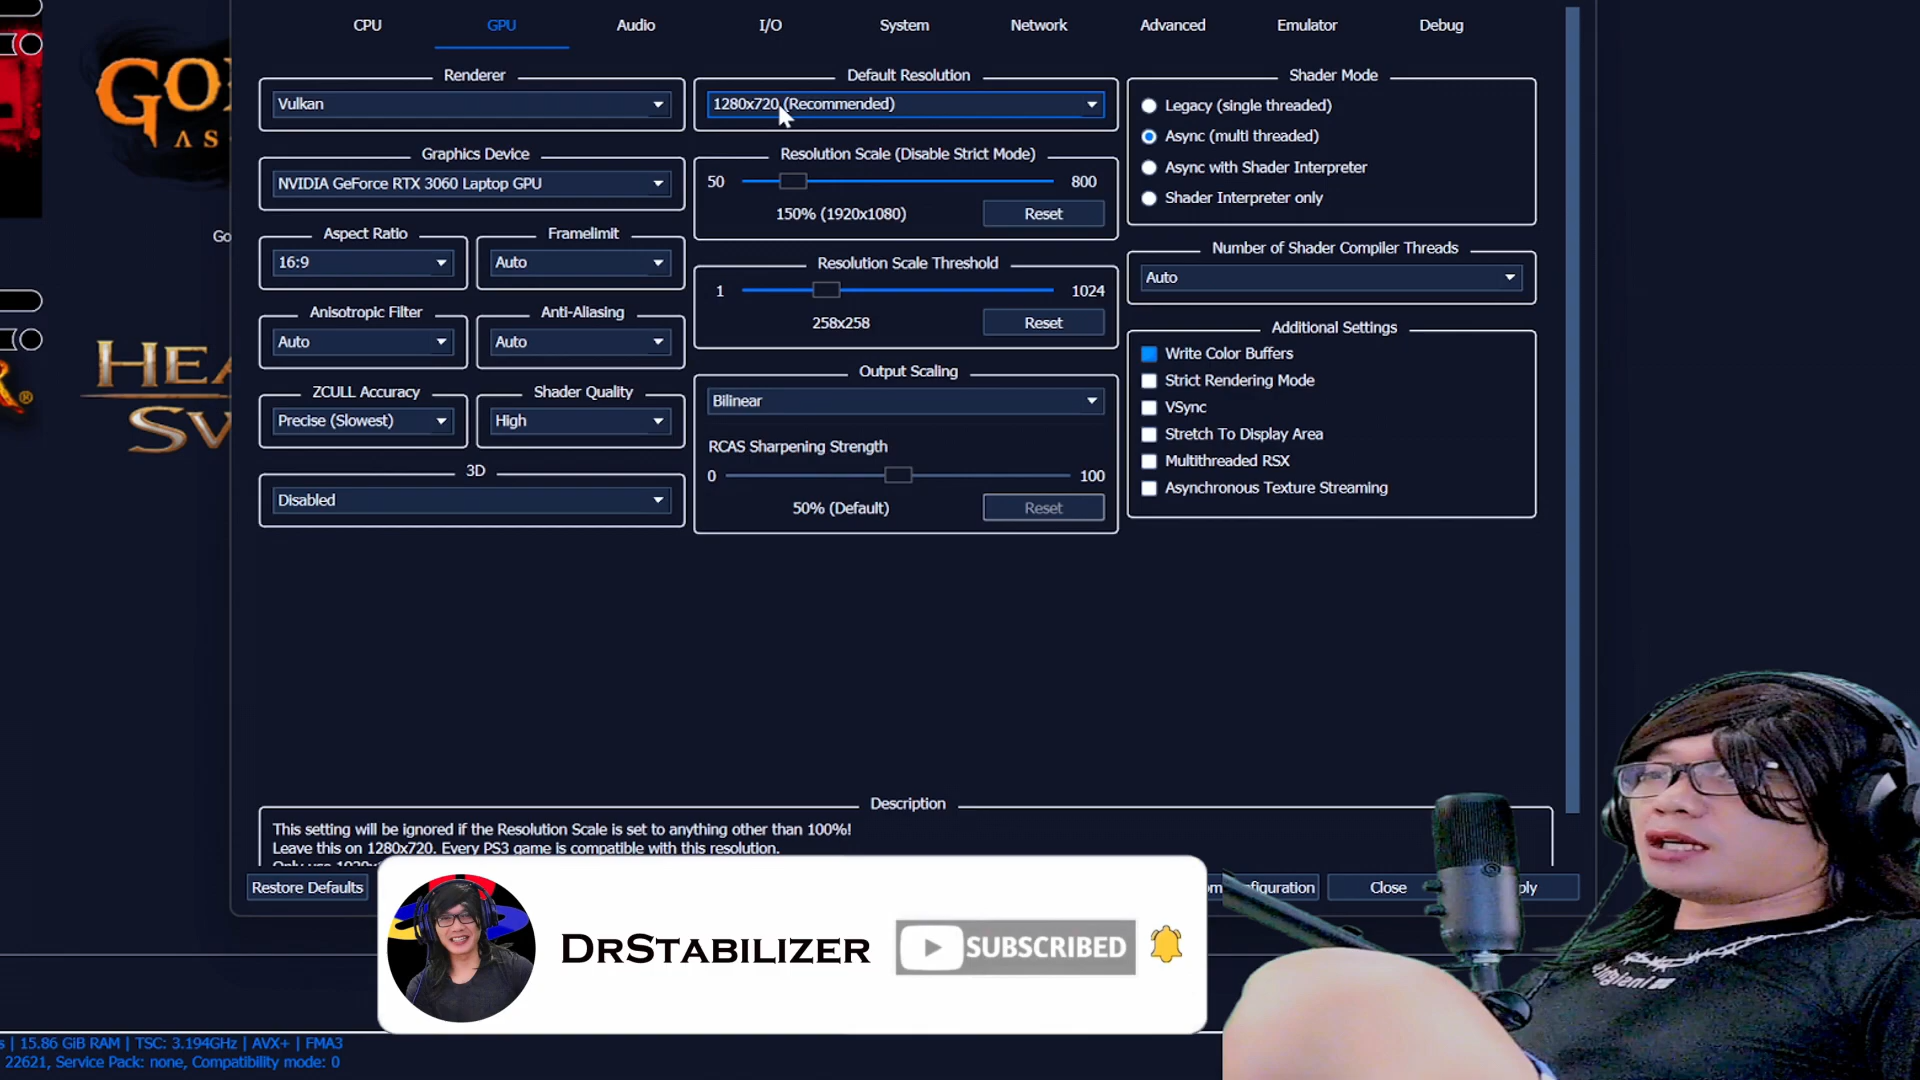 CPU
GPU
Audio
I/O
System
Network
Advanced
Emulator
Debug
Renderer
Vulkan
Graphics Device
NVIDIA GeForce RTX 3060 Laptop GPU
Aspect Ratio
16:9
Framelimit
Auto
Anisotropic Filter
Auto
Anti-Aliasing
Auto
ZCULL Accuracy
Precise (Slowest)
Shader Quality
High
3D
Disabled
Default Resolution
1280x720 (Recommended)
Resolution Scale (Disable Strict Mode)
50
800
150% (1920x1080)
Reset
Resolution Scale Threshold
1
1024
258x258
Reset
Output Scaling
Bilinear
RCAS Sharpening Strength
0
100
50% (Default)
Reset
Shader Mode
Legacy (single threaded)
Async (multi threaded)
Async with Shader Interpreter
Shader Interpreter only
Number of Shader Compiler Threads
Auto
Additional Settings
Write Color Buffers
Strict Rendering Mode
VSync
Stretch To Display Area
Multithreaded RSX
Asynchronous Texture Streaming
Description
This setting will be ignored if the Resolution Scale is set to anything other than 100%!
Leave this on 1280x720. Every PS3 game is compatible with this resolution.
Restore Defaults
Close
DRSTABILIZER
SUBSCRIBED
GO
AS
Go
HEA
SV
s | 15.86 GiB RAM | TSC: 3.194GHz | AVX+ | FMA3
22621, Service Pack: none, Compatibility mode: 0